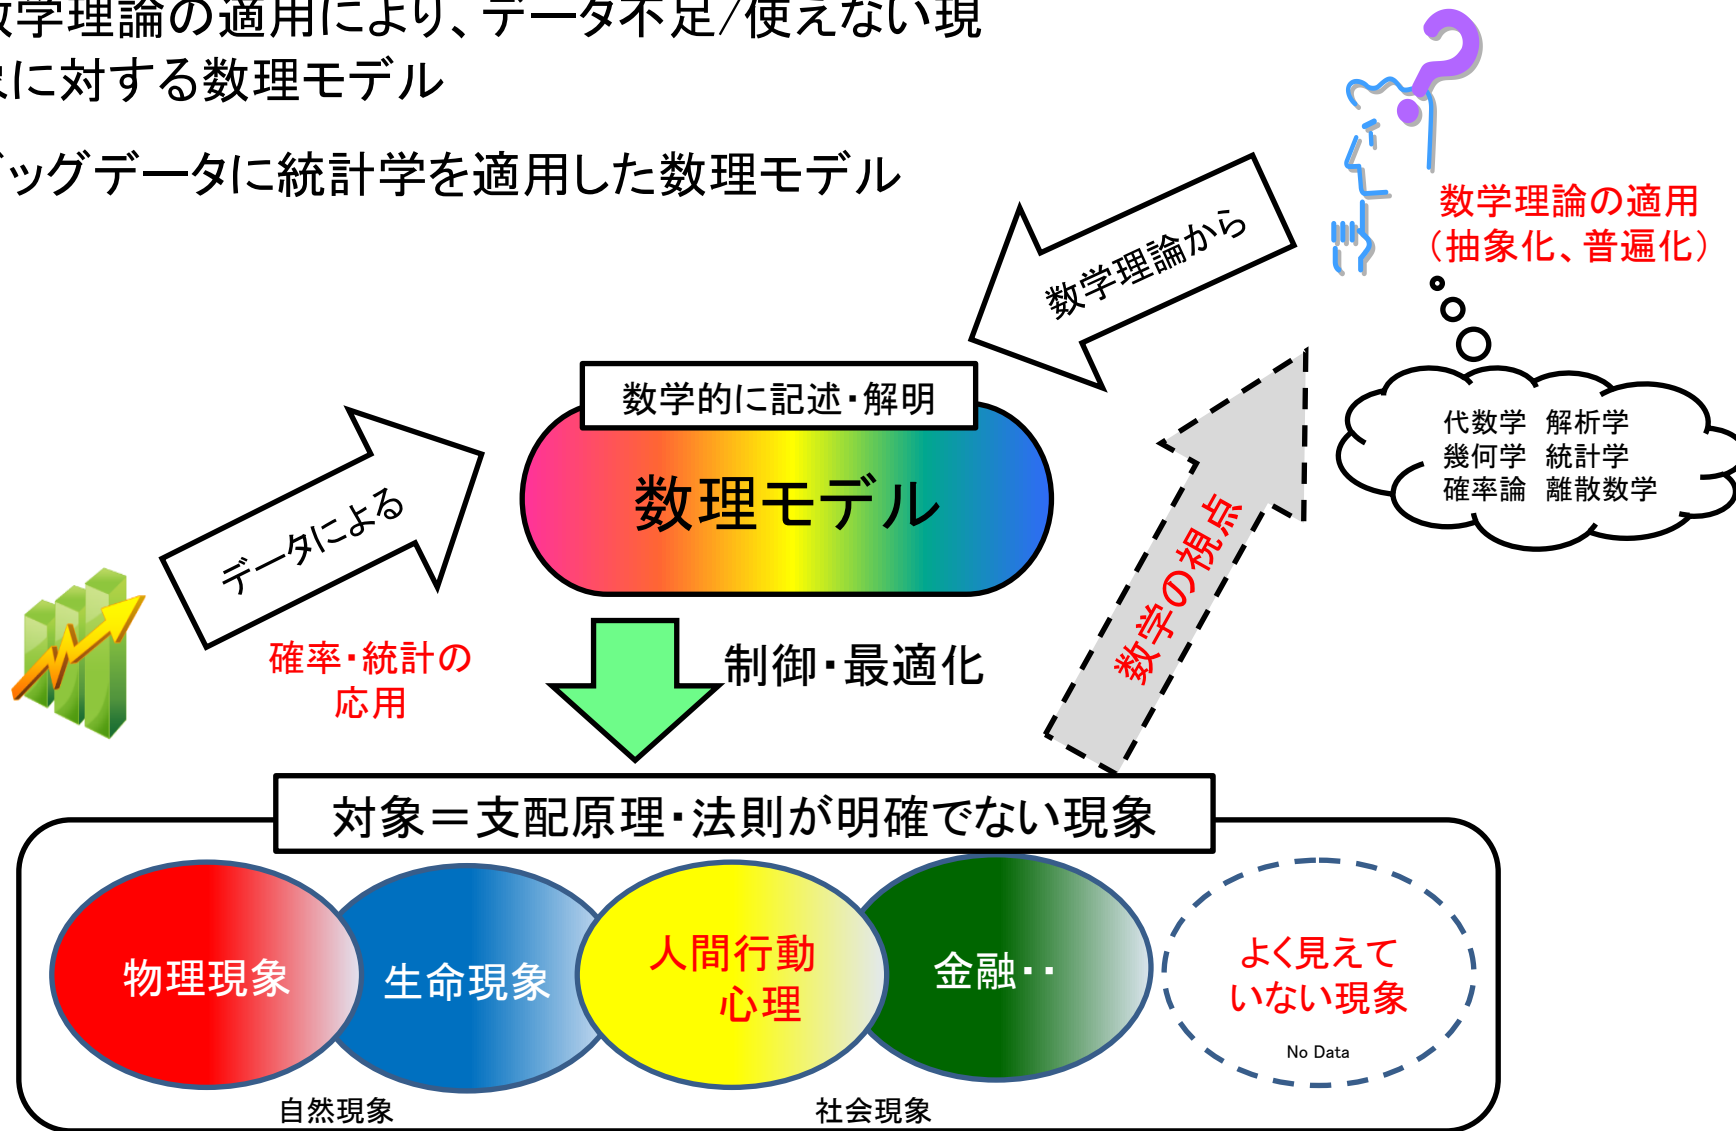 数学理論の適用により、データ不足/使えない現
象に対する数理モデル
ビッグデータに統計学を適用した数理モデル
数学理論から
数学理論の適用
（抽象化、普遍化）
数学的に記述・解明
数理モデル
代数学　解析学
幾何学　統計学
確率論　離散数学
データによる
数学の視点
確率・統計の
応用
制御・最適化
対象＝支配原理・法則が明確でない現象
物理現象
生命現象
人間行動
心理
金融・・
よく見えて
いない現象
No Data
自然現象
社会現象